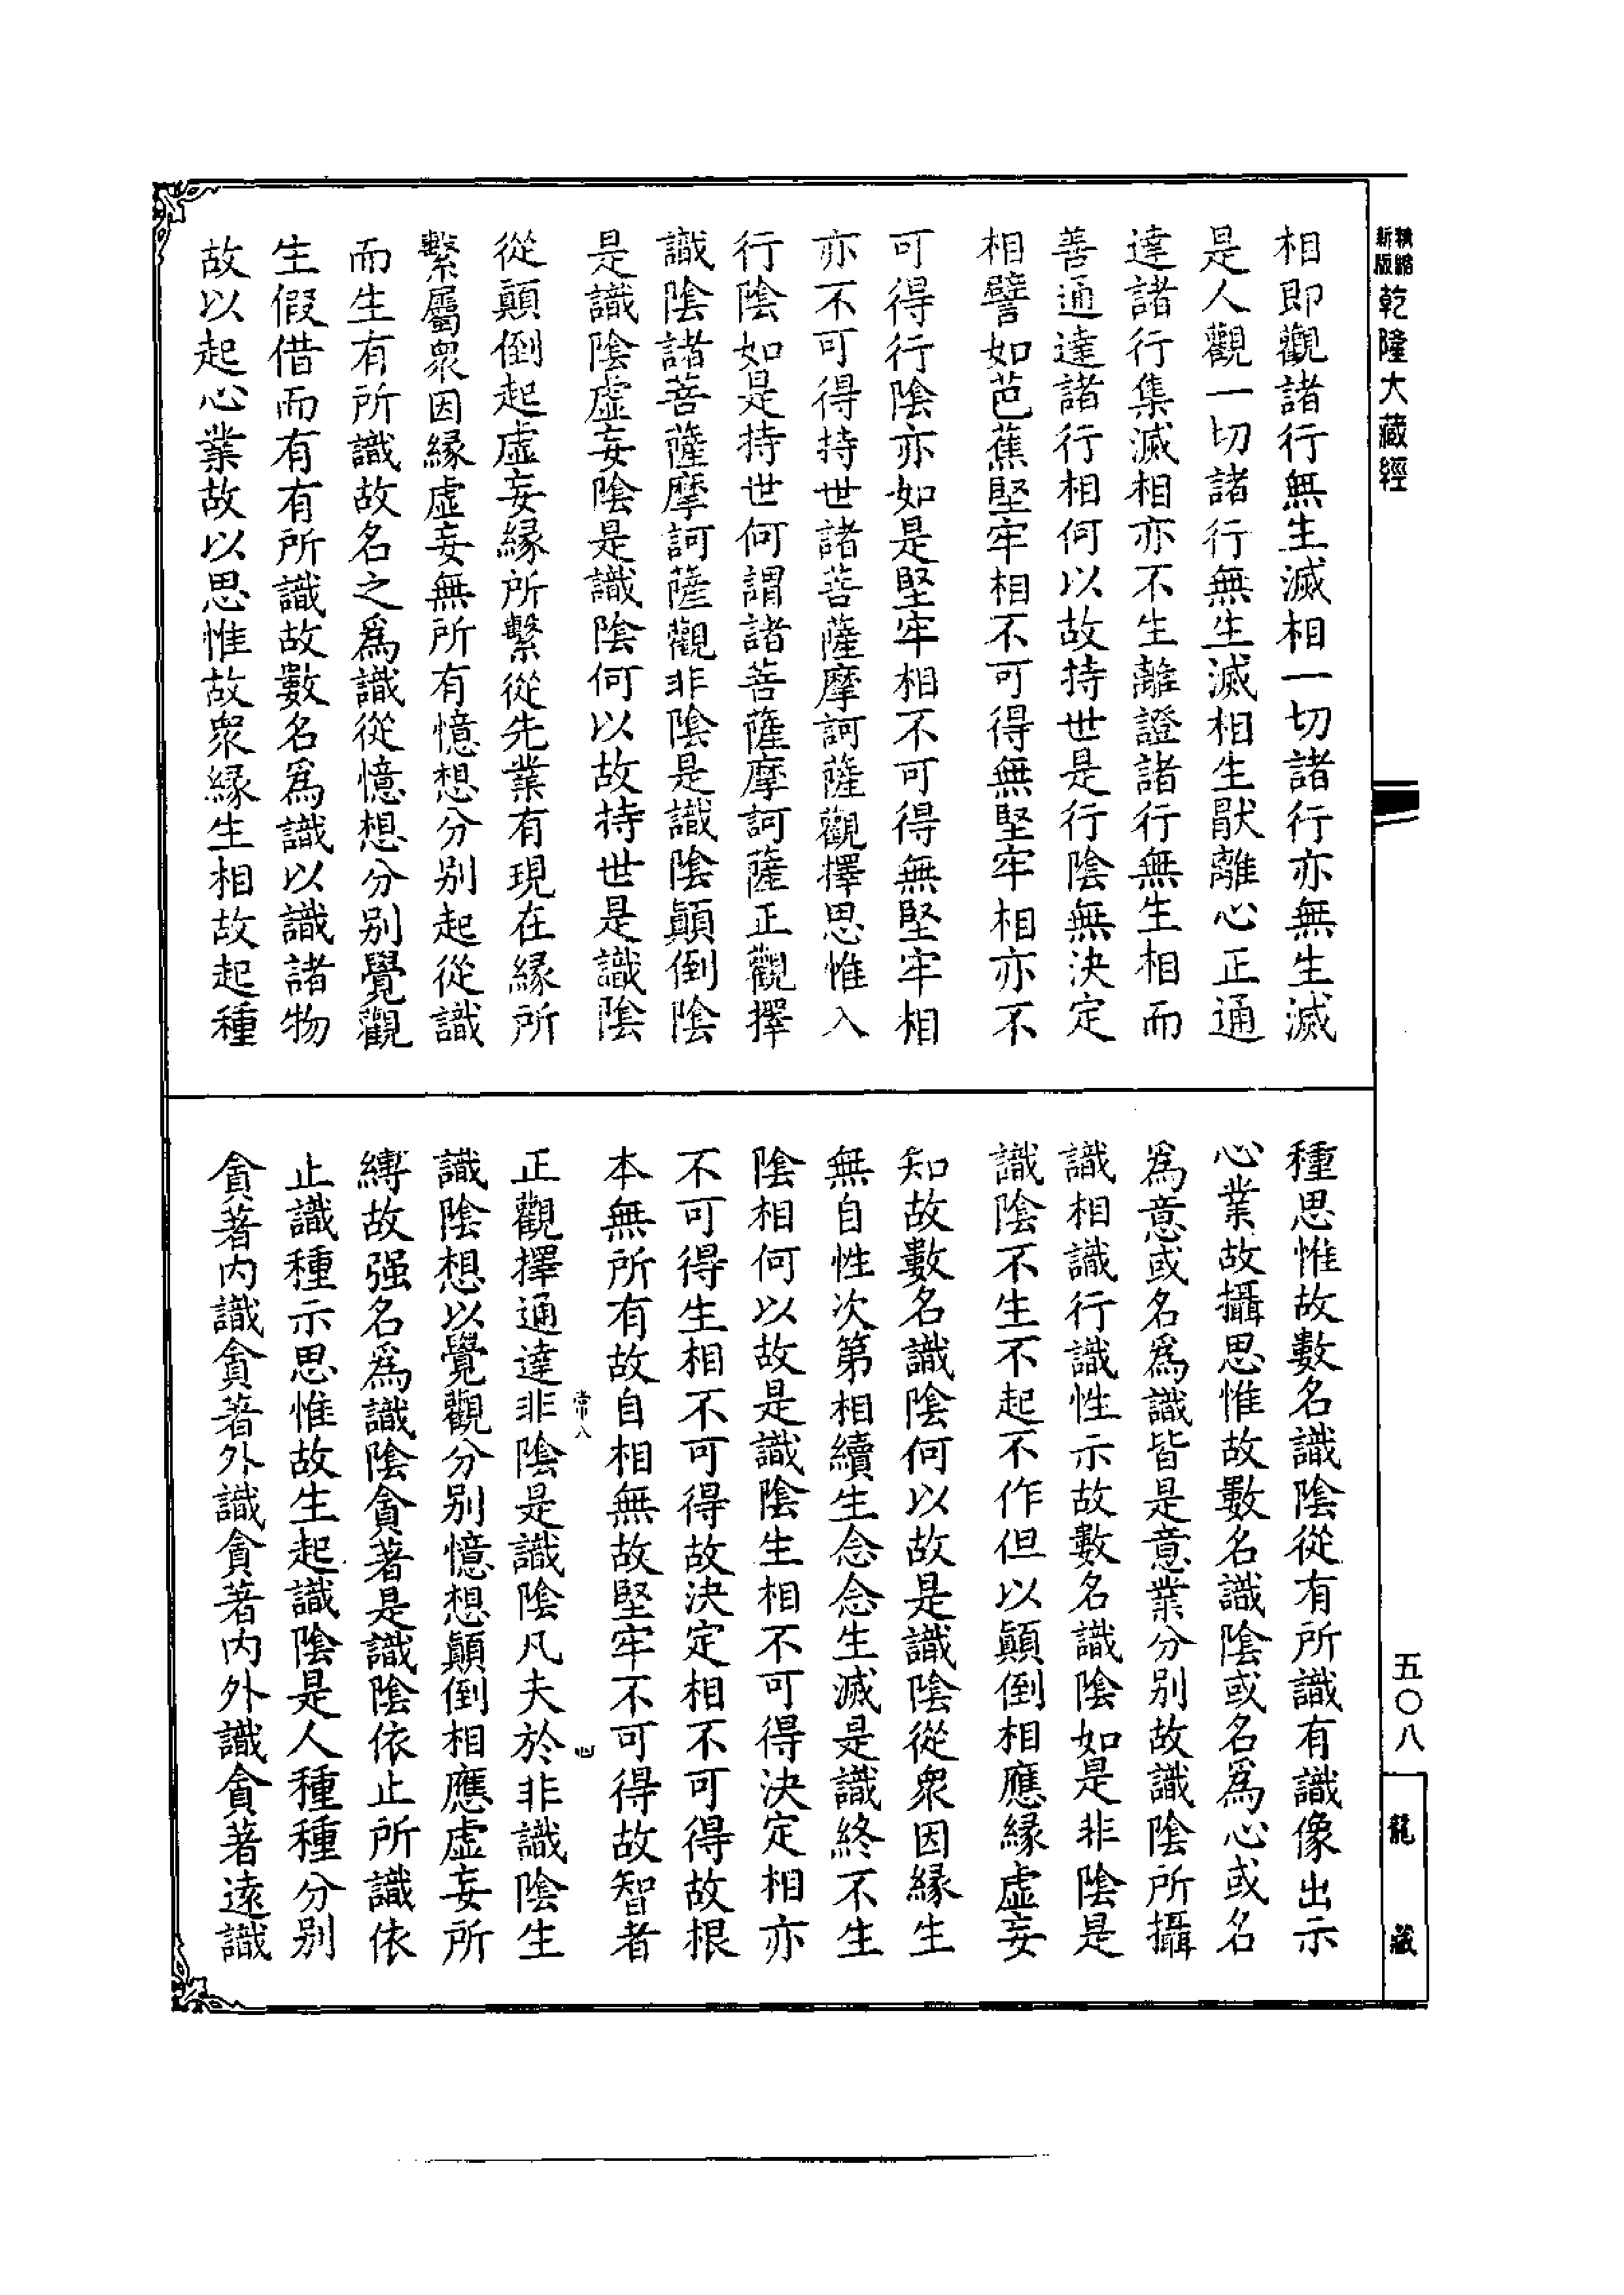 精縮
新版
乾隆大藏經
相即觀諸行無生滅相一切諸行亦無生滅
是人觀一切諸行無生滅相生厭離心正通
達諸行集滅相亦不生離證諸行無生相而
善通達諸行相何以故持世是行陰無決定
相譬如芭蕉堅牢相不可得無堅牢相亦不
可得行陰亦如是堅牢相不可得無堅牢相
亦不可得持世諸菩薩摩訶薩觀擇思惟入
行陰如是持世何謂諸菩薩摩訶薩正觀擇
識陰諸菩薩摩訶薩觀非陰是識陰顛倒陰
是識陰虛妄陰是識陰何以故持世是識陰
從顛倒起虛妄緣所繫從先業有現在緣所
繫屬衆因緣虛妄無所有憶想分別起從識
而生有所識故名之爲識從憶想分別覺觀
生假借而有有所識故數名爲識以識諸物
故以起心業故以思惟故衆緣生相故起種
種思惟故數名識陰從有所識有識像出示
心業故攝思惟故數名識陰或名爲心或名
爲意或名爲識皆是意業分別故識陰所攝
識相識行識性示故數名識陰如是非陰是
識陰不生不起不作但以顛倒相應緣虛妄
知故數名識陰何以故是識陰從衆因緣生
無自性次第相續生念念生滅是識終不生
陰相何以故是識陰生相不可得決定相亦
不可得生相不可得故決定相不可得故根
本無所有故自相無故堅牢不可得故智者
常八
四
正觀擇通達非陰是識陰凡夫於非識陰生
識陰想以覺觀分別憶想顛倒相應虛妄所
縛故强名爲識陰貪著是識陰依止所識依
止識種示思惟故生起識陰是人種種分別
貪著內識貪著外識貪著內外識貪著遠識
五〇八
龍藏